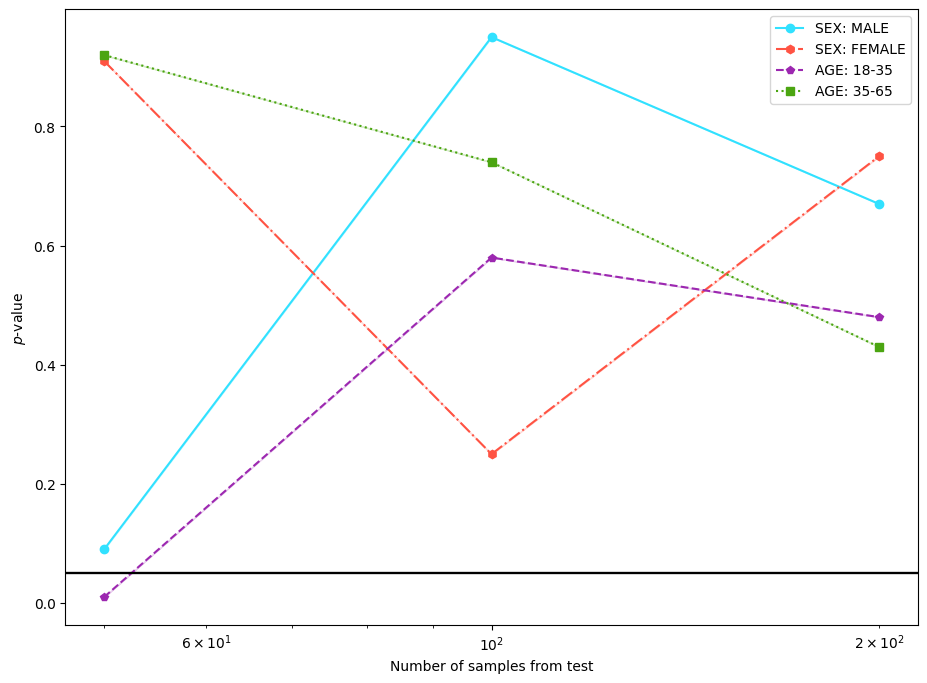 SEX: MALE
SEX: FEMALE
AGE: 18-35
AGE: 35-65
0.8
0.6
0.4
0.2
0.0
p-value
6 × 10¹
10²
2 × 10²
Number of samples from test